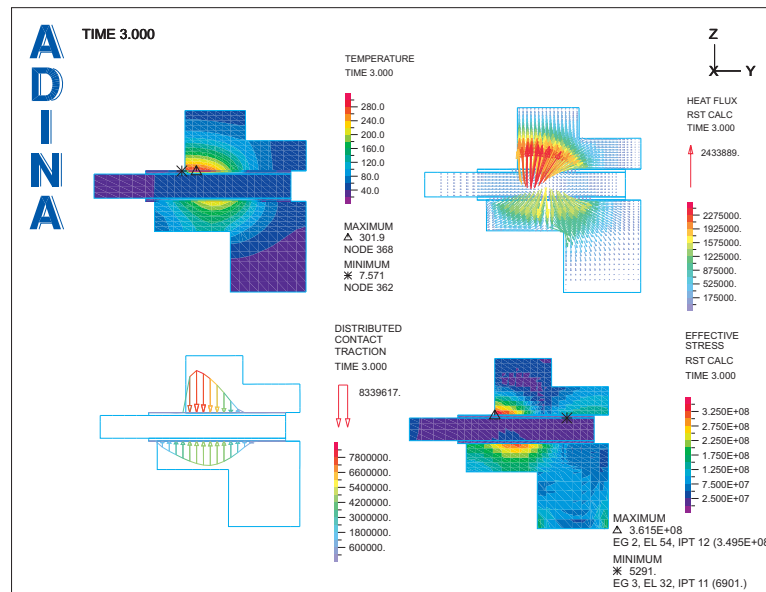 ADINA
TIME 3.000
TEMPERATURE
TIME 3.000
280.0
240.0
200.0
160.0
120.0
80.0
40.0
MAXIMUM
△ 301.9
NODE 368
MINIMUM
✳ 7.571
NODE 362
Z
X Y
HEAT FLUX
RST CALC
TIME 3.000
2433889.
2275000.
1925000.
1575000.
1225000.
875000.
525000.
175000.
DISTRIBUTED
CONTACT
TRACTION
TIME 3.000
8339617.
7800000.
6600000.
5400000.
4200000.
3000000.
1800000.
600000.
EFFECTIVE
STRESS
RST CALC
TIME 3.000
3.250E+08
2.750E+08
2.250E+08
1.750E+08
1.250E+08
7.500E+07
2.500E+07
MAXIMUM
△ 3.615E+08
EG 2, EL 54, IPT 12 (3.495E+08
MINIMUM
✳ 5291.
EG 3, EL 32, IPT 11 (6901.)